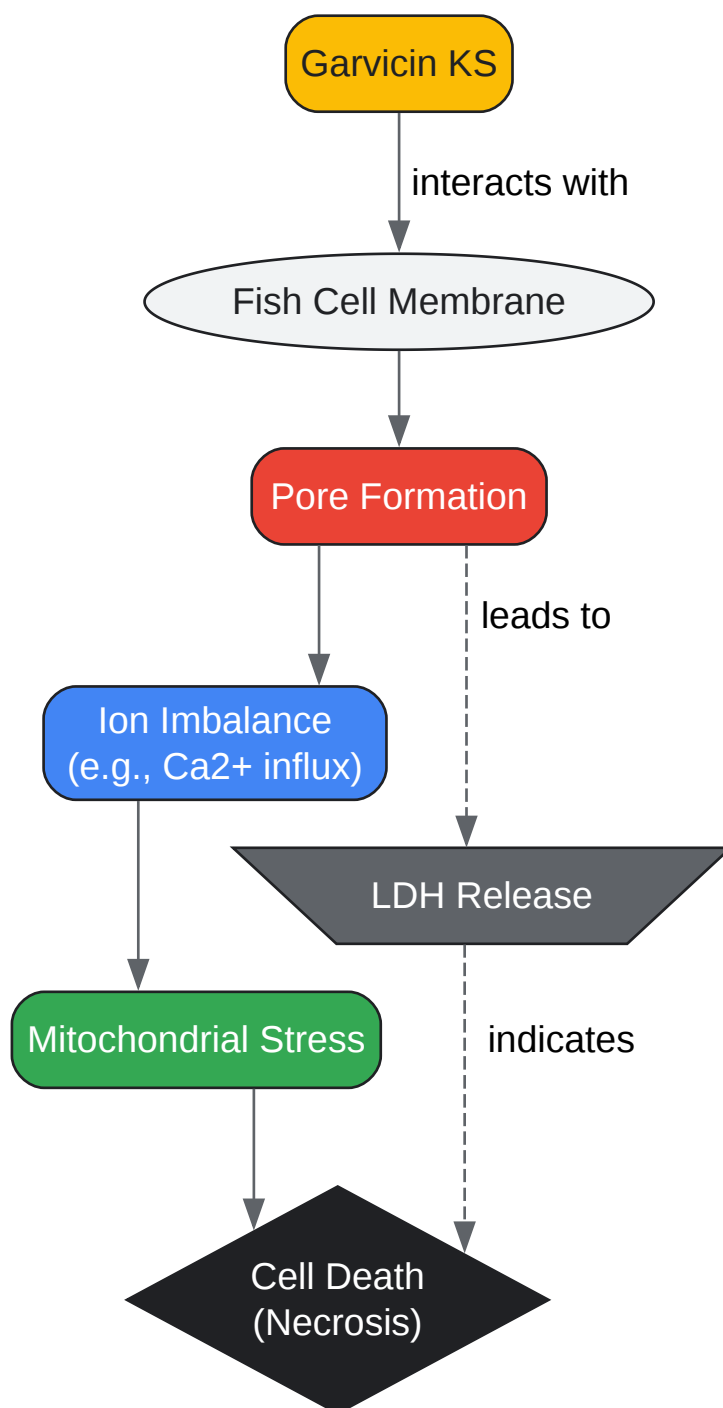 Garvicin KS
interacts with
Fish Cell Membrane
Pore Formation
leads to
Ion Imbalance
(e.g., Ca2+ influx)
LDH Release
Mitochondrial Stress
indicates
Cell Death
(Necrosis)